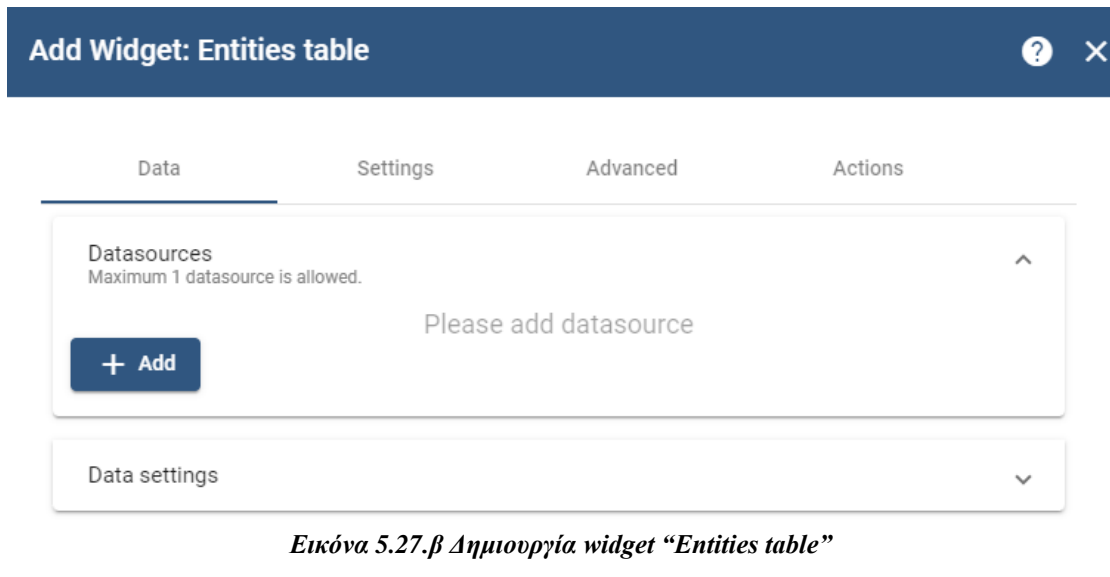 Add Widget: Entities table
Data Settings Advanced Actions
Datasources
Maximum 1 datasource is allowed.
Please add datasource
+ Add
Data settings
Εικόνα 5.27.β Δημιουργία widget “Entities table”